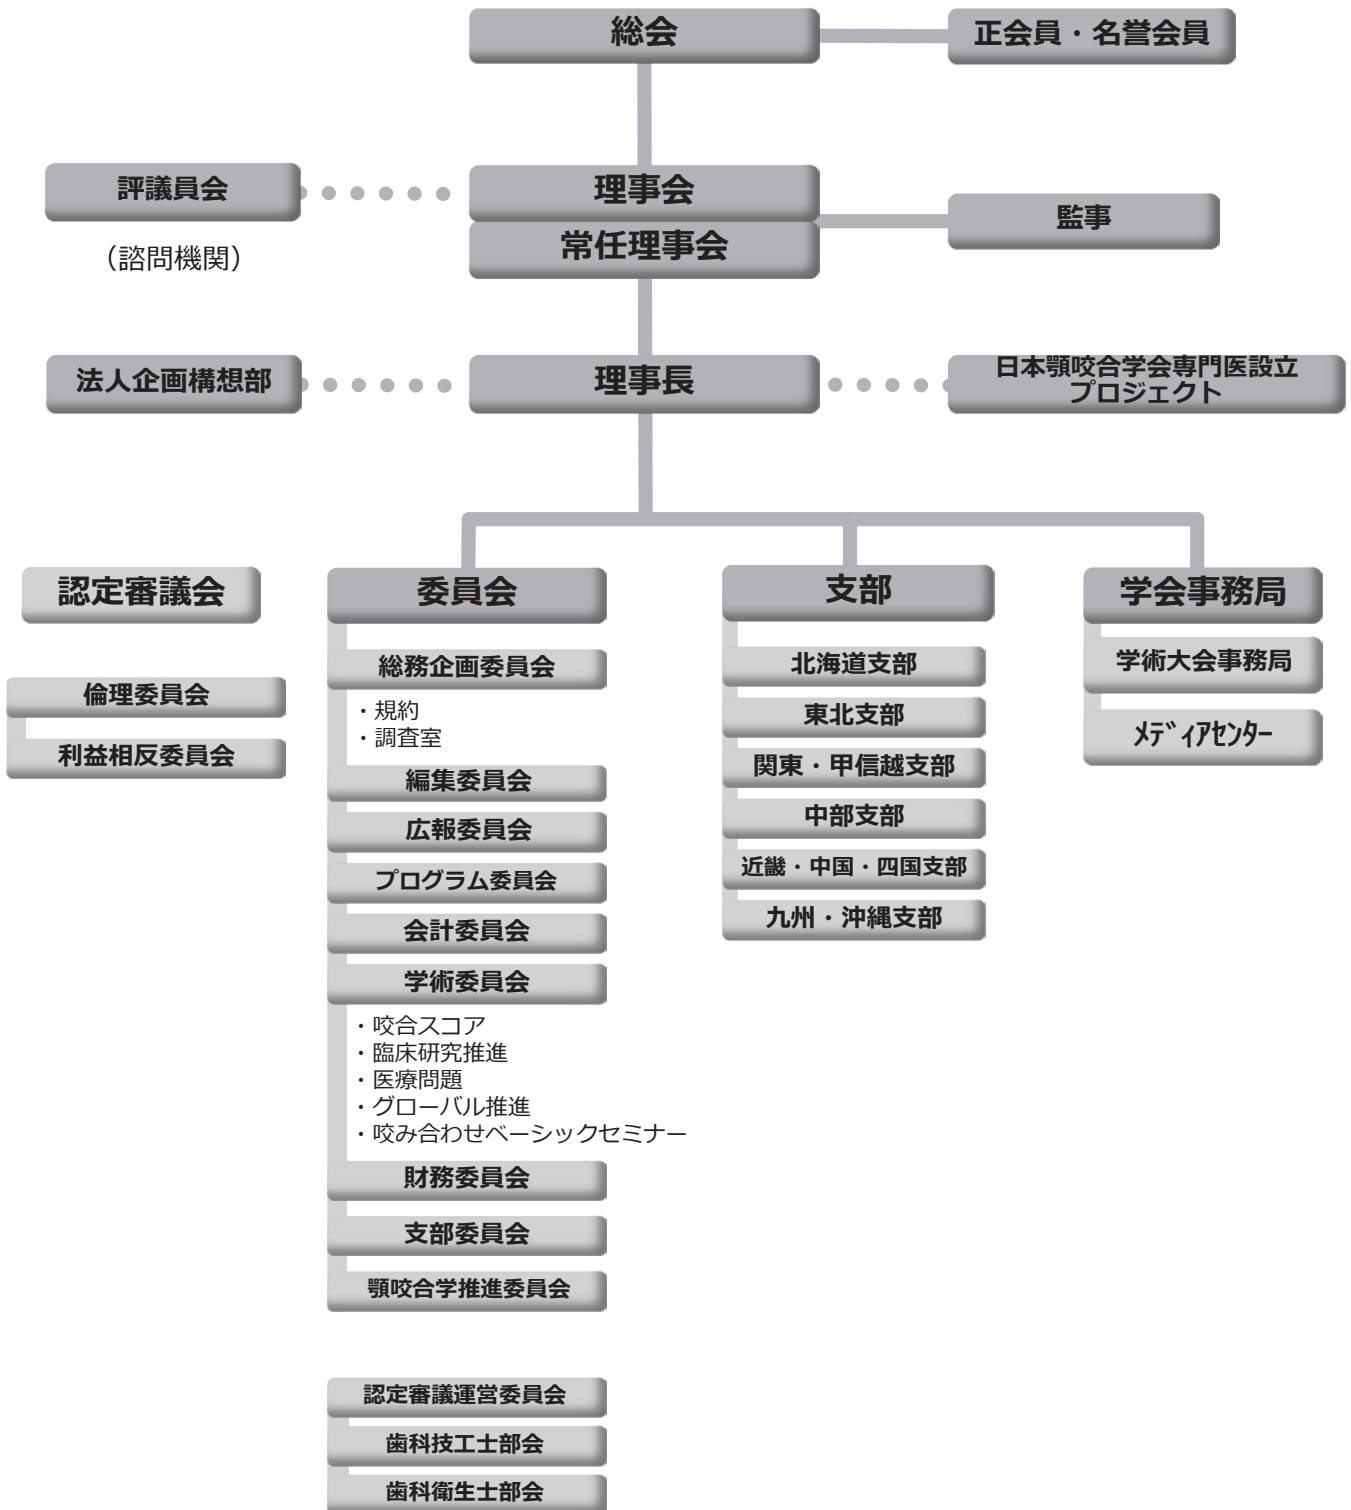 総会
正会員・名誉会員
評議員会
（諮問機関）
理事会
常任理事会
監事
法人企画構想部
理事長
日本顎咬合学会専門医設立
プロジェクト
認定審議会
倫理委員会
利益相反委員会
委員会
総務企画委員会
・規約
・調査室
編集委員会
広報委員会
プログラム委員会
会計委員会
学術委員会
・咬合スコア
・臨床研究推進
・医療問題
・グローバル推進
・咬み合わせベーシックセミナー
財務委員会
支部委員会
顎咬合学推進委員会
認定審議運営委員会
歯科技工士部会
歯科衛生士部会
支部
北海道支部
東北支部
関東・甲信越支部
中部支部
近畿・中国・四国支部
九州・沖縄支部
学会事務局
学術大会事務局
ﾒﾃﾞｨｱｾﾝﾀｰ